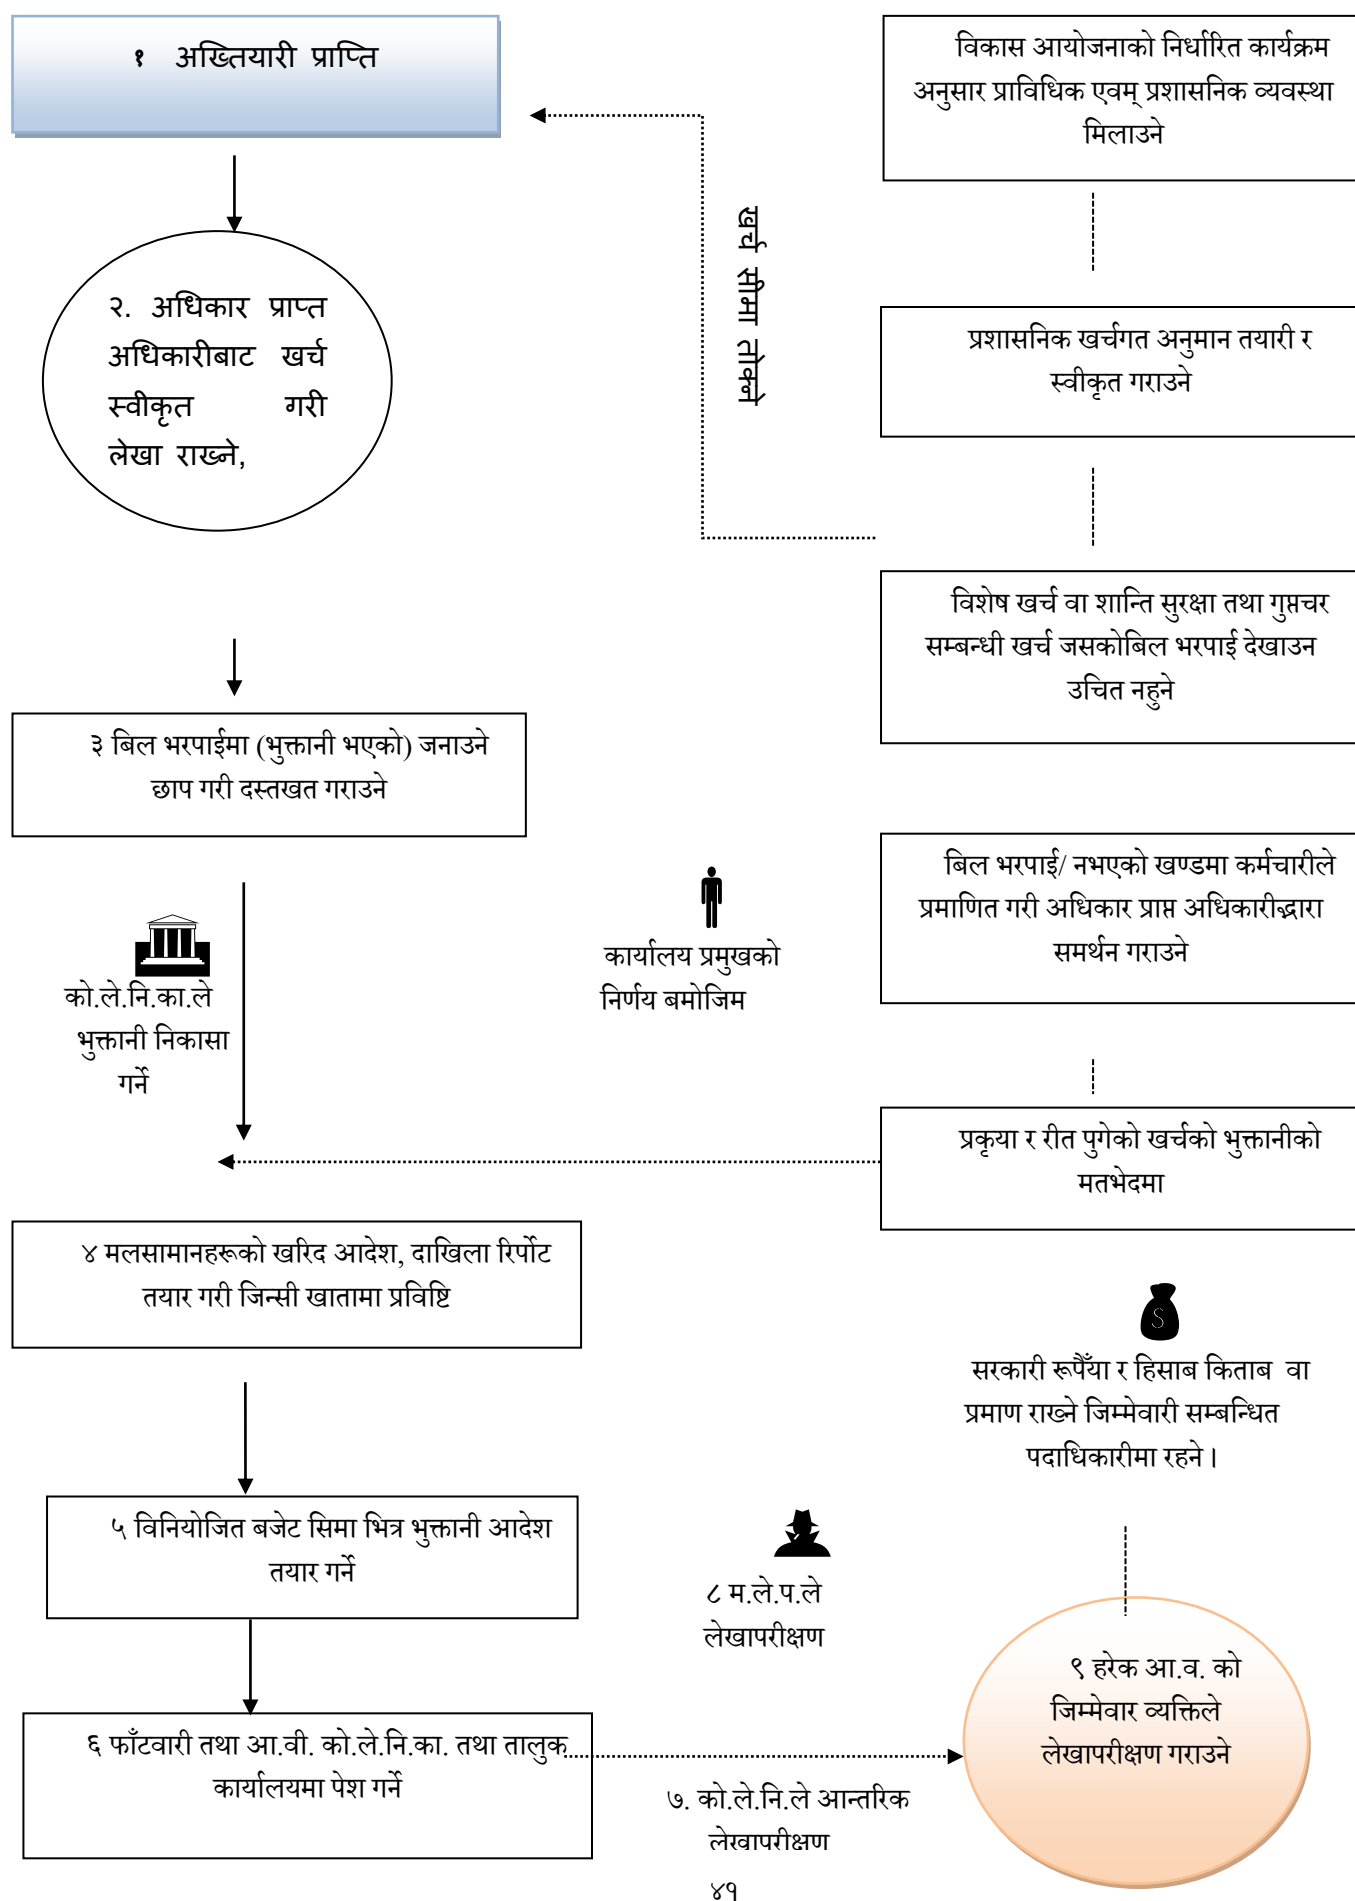 १ अख्तियारी प्राप्ति
२. अधिकार प्राप्त
अधिकारीबाट खर्च
स्वीकृत गरी
लेखा राख्ने,
३ बिल भरपाईमा (भुक्तानी भएको) जनाउने
छाप गरी दस्तखत गराउने
को.ले.नि.का.ले
भुक्तानी निकासा
गर्ने
४ मलसामानहरूको खरिद आदेश, दाखिला रिर्पोट
तयार गरी जिन्सी खातामा प्रविष्टि
५ विनियोजित बजेट सिमा भित्र भुक्तानी आदेश
तयार गर्ने
६ फाँटवारी तथा आ.वी. को.ले.नि.का. तथा तालुक
कार्यालयमा पेश गर्ने
खर्च सीमा तोक्ने
कार्यालय प्रमुखको
निर्णय बमोजिम
विकास आयोजनाको निर्धारित कार्यक्रम
अनुसार प्राविधिक एवम् प्रशासनिक व्यवस्था
मिलाउने
प्रशासनिक खर्चगत अनुमान तयारी र
स्वीकृत गराउने
विशेष खर्च वा शान्ति सुरक्षा तथा गुप्तचर
सम्बन्धी खर्च जसकोबिल भरपाई देखाउन
उचित नहुने
बिल भरपाई/ नभएको खण्डमा कर्मचारीले
प्रमाणित गरी अधिकार प्राप्त अधिकारीद्धारा
समर्थन गराउने
प्रकृया र रीत पुगेको खर्चको भुक्तानीको
मतभेदमा
सरकारी रूपैँया र हिसाब किताब वा
प्रमाण राख्ने जिम्मेवारी सम्बन्धित
पदाधिकारीमा रहने।
८ म.ले.प.ले
लेखापरीक्षण
९ हरेक आ.व. को
जिम्मेवार व्यक्तिले
लेखापरीक्षण गराउने
७. को.ले.नि.ले आन्तरिक
लेखापरीक्षण
४१